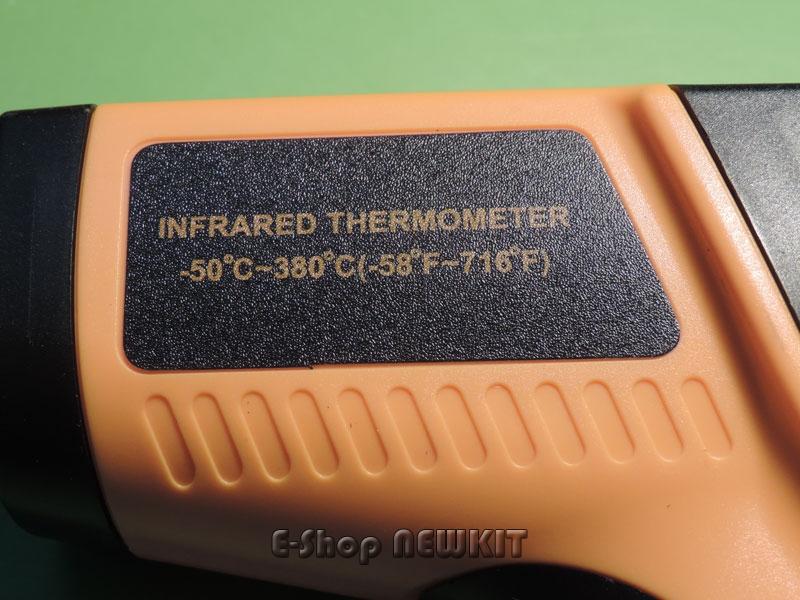 INFRARED THERMOMETER
-50°C~380°C(-58°F~716°F)
E-Shop NEWKIT